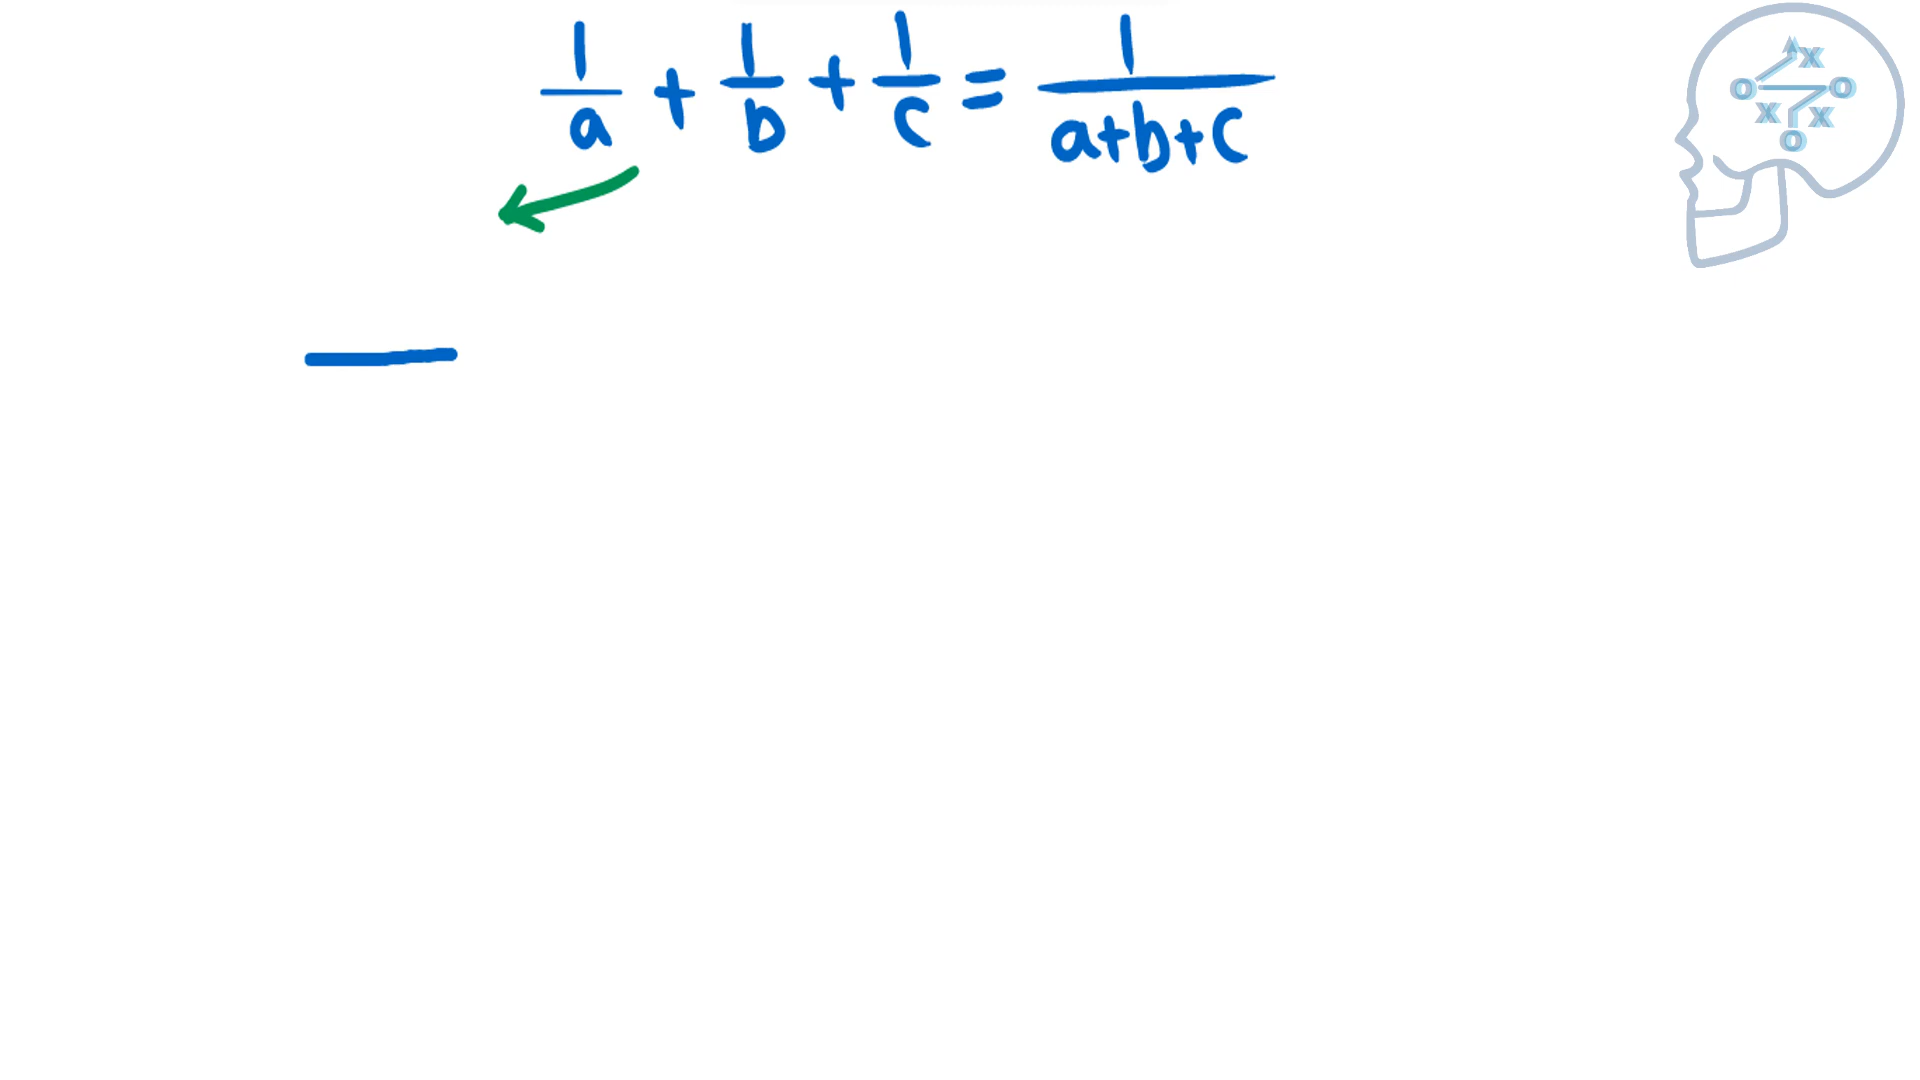 1/a + 1/b + 1/c = 1/(a+b+c)
X
O O
X X
O